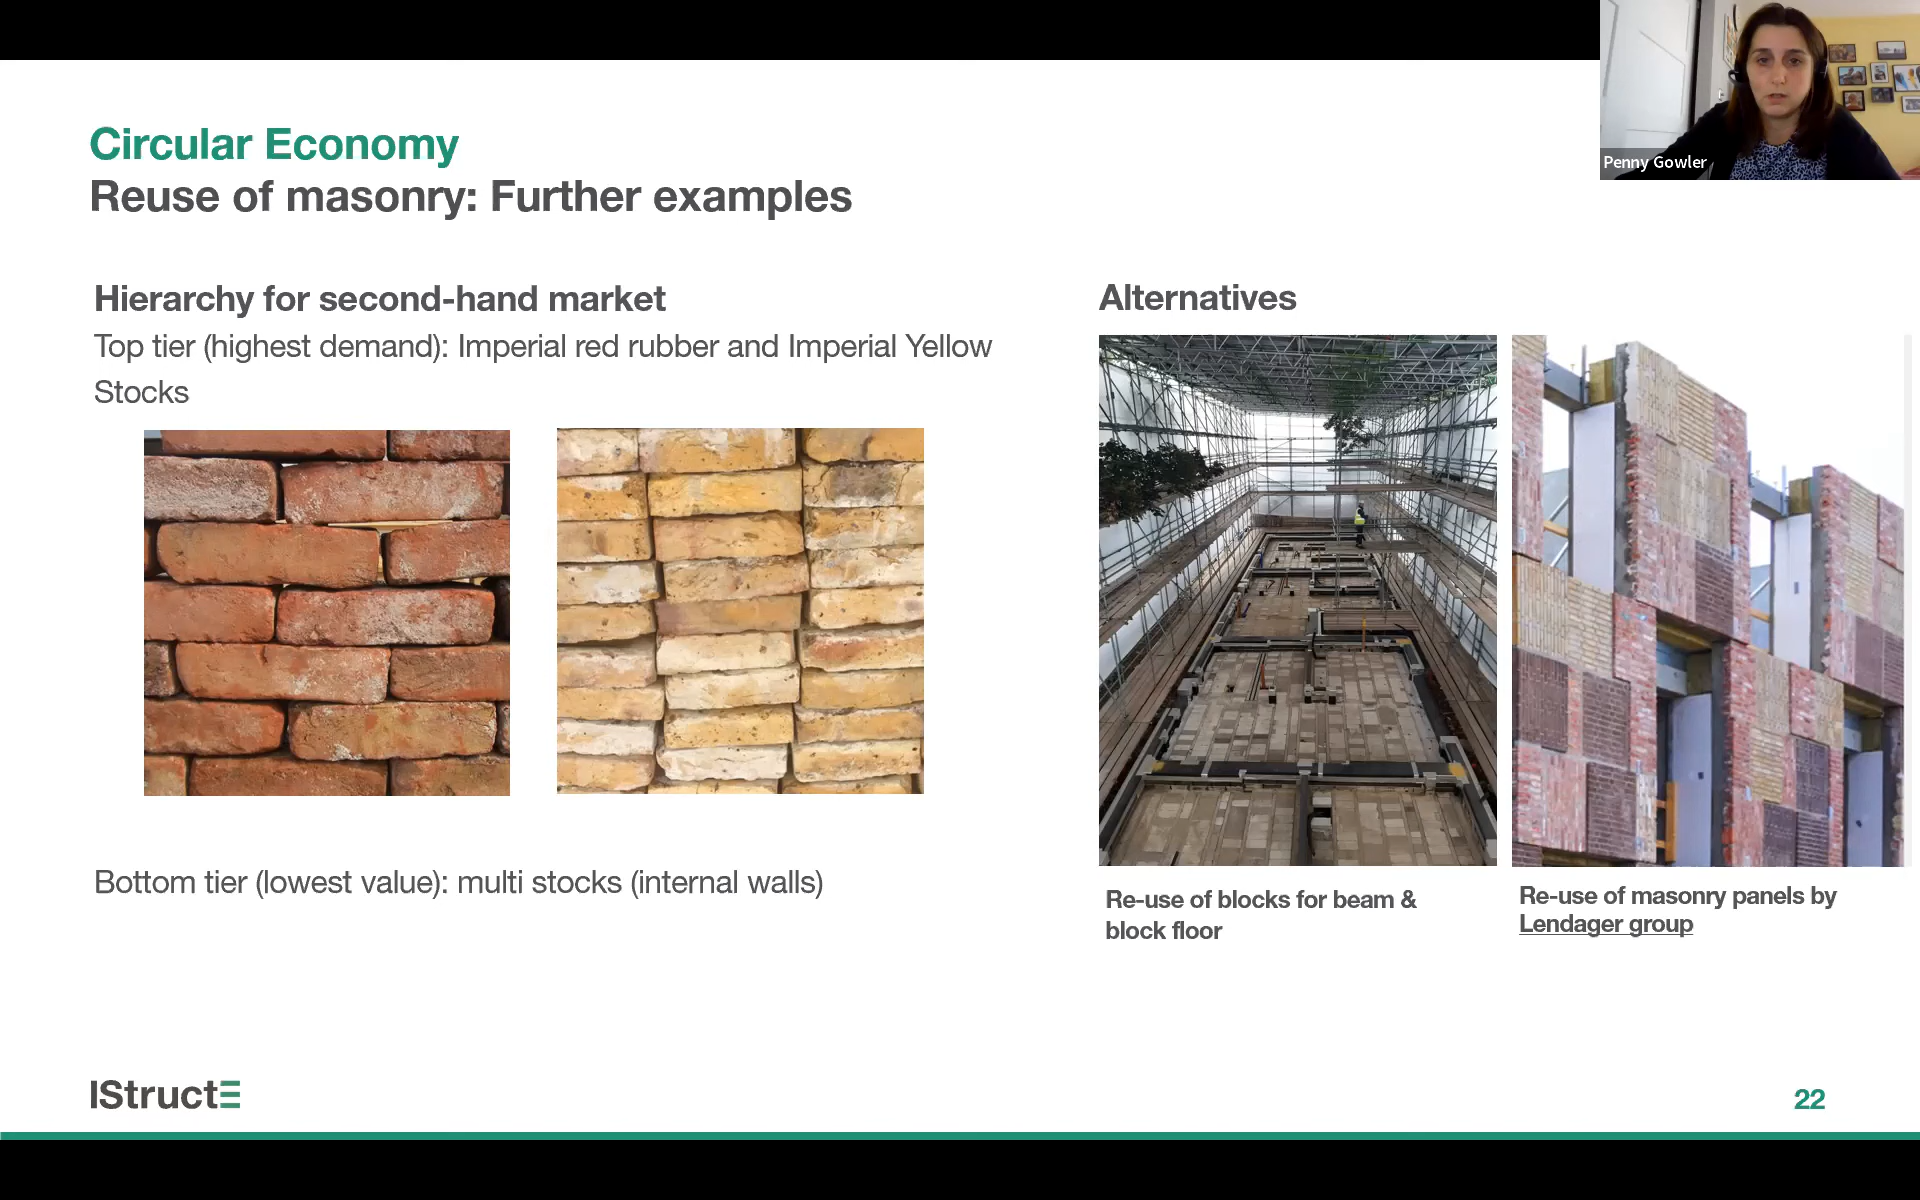 Penny Gowler
Circular Economy
Reuse of masonry: Further examples
Hierarchy for second-hand market
Top tier (highest demand): Imperial red rubber and Imperial Yellow
Stocks
Bottom tier (lowest value): multi stocks (internal walls)
Alternatives
Re-use of blocks for beam &
block floor
Re-use of masonry panels by
Lendager group
IStructE
22